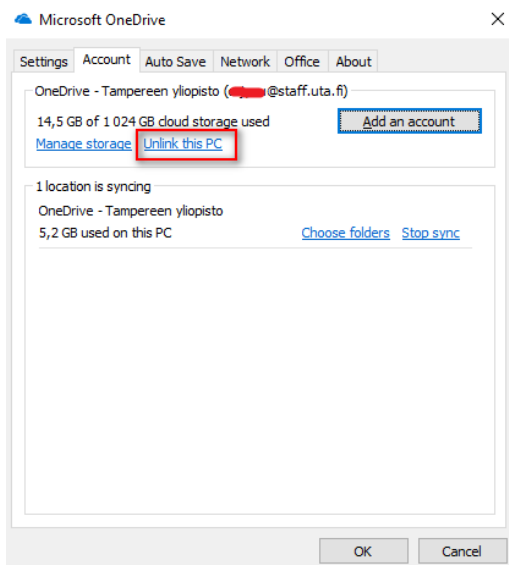 Microsoft OneDrive
Settings Account Auto Save Network Office About
OneDrive - Tampereen yliopisto ( @staff.uta.fi)
14,5 GB of 1 024 GB cloud storage used Add an account
Manage storage Unlink this PC
1 location is syncing
OneDrive - Tampereen yliopisto
5,2 GB used on this PC Choose folders Stop sync
OK Cancel